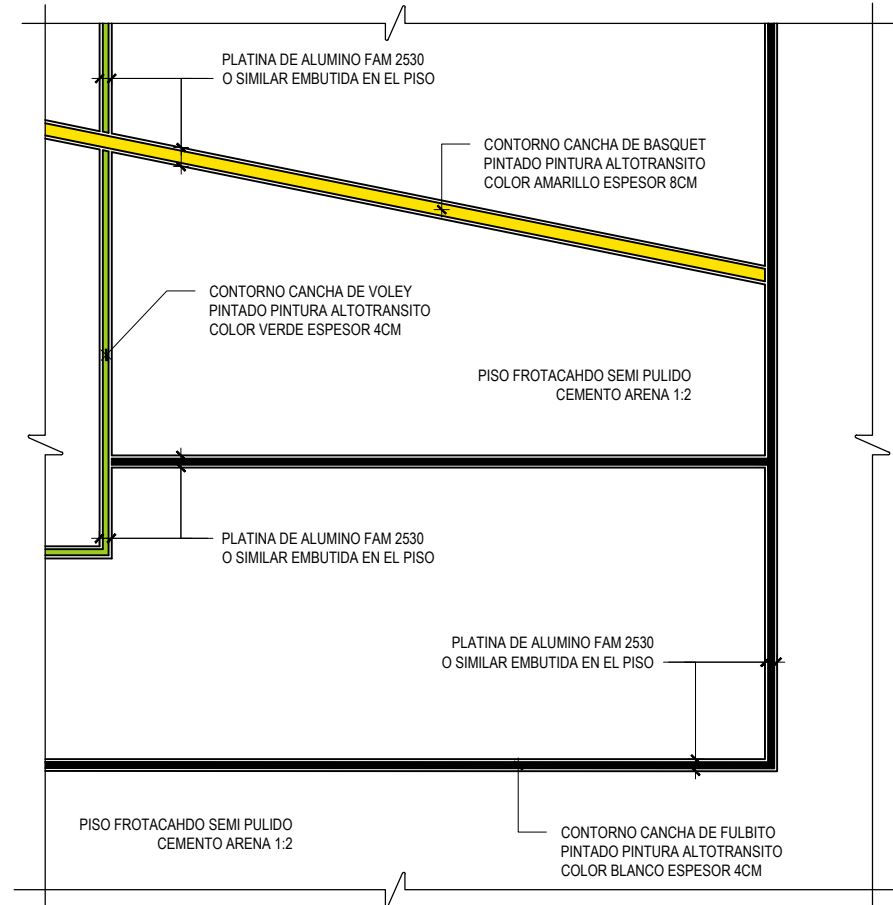 PLATINA DE ALUMINO FAM 2530
O SIMILAR EMBUTIDA EN EL PISO
CONTORNO CANCHA DE BASQUET
PINTADO PINTURA ALTOTRANSITO
COLOR AMARILLO ESPESOR 8CM
CONTORNO CANCHA DE VOLEY
PINTADO PINTURA ALTOTRANSITO
COLOR VERDE ESPESOR 4CM
PISO FROTACAHDO SEMI PULIDO
CEMENTO ARENA 1:2
PLATINA DE ALUMINO FAM 2530
O SIMILAR EMBUTIDA EN EL PISO
PLATINA DE ALUMINO FAM 2530
O SIMILAR EMBUTIDA EN EL PISO
PISO FROTACAHDO SEMI PULIDO
CEMENTO ARENA 1:2
CONTORNO CANCHA DE FULBITO
PINTADO PINTURA ALTOTRANSITO
COLOR BLANCO ESPESOR 4CM